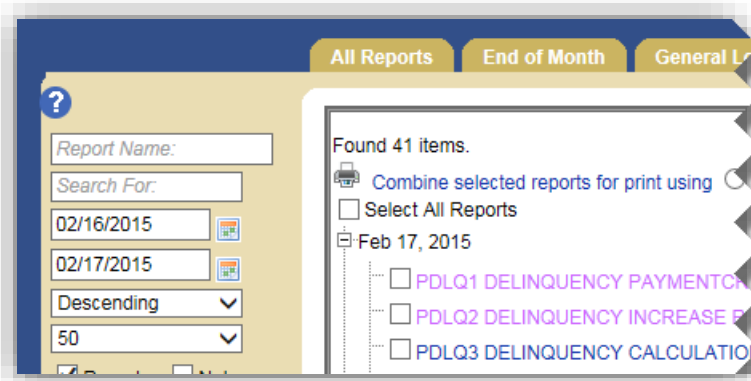 All Reports End of Month General
?
Report Name:
Search For:
02/16/2015
02/17/2015
Descending
50
Found 41 items.
Combine selected reports for print using
Select All Reports
Feb 17, 2015
PDLQ1 DELINQUENCY
PDLQ2 DELINQUENCY INCREASE
PDLQ3 DELINQUENCY